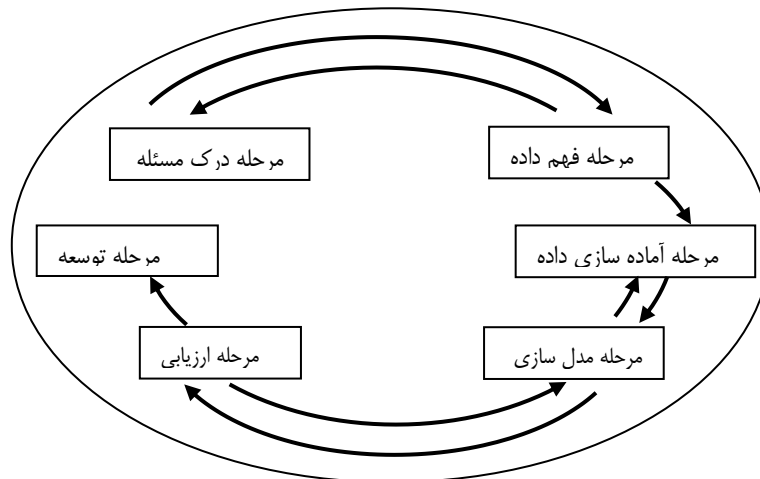 مرحله فهم داده
مرحله درک مسئله
مرحله آماده سازی داده
مرحله توسعه
مرحله مدل سازی
مرحله ارزیابی